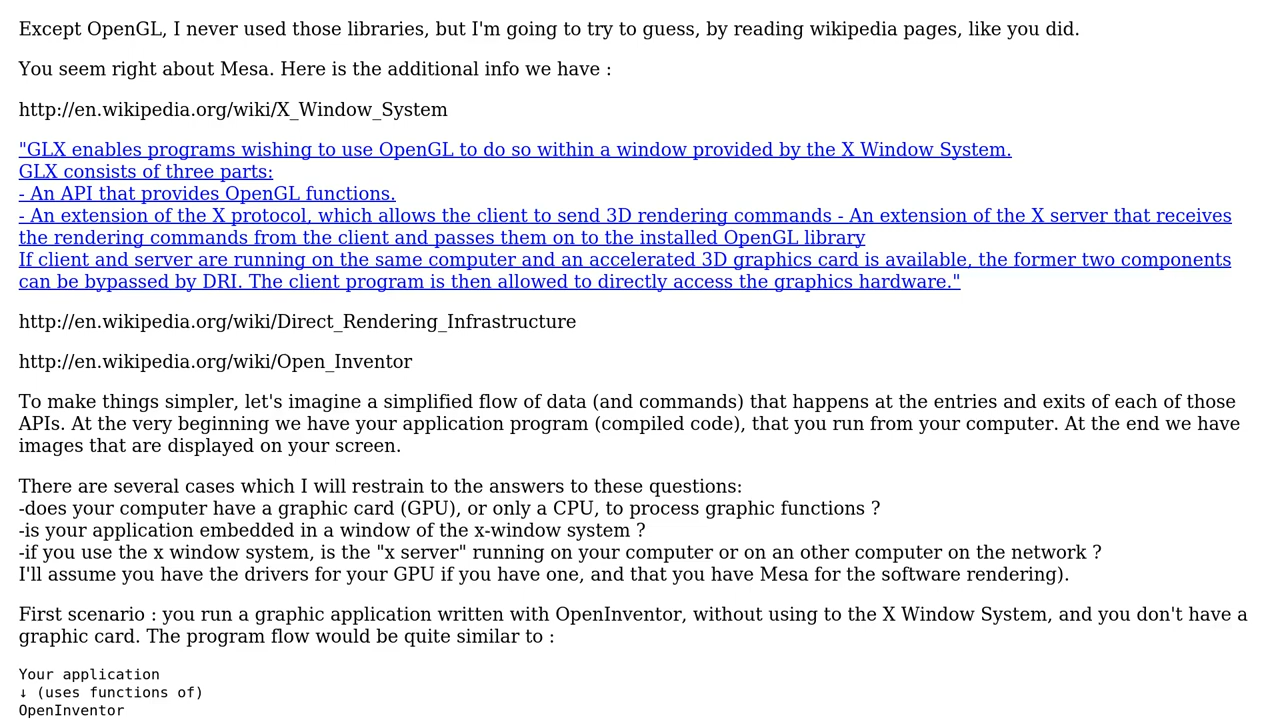 Except OpenGL, I never used those libraries, but I'm going to try to guess, by reading wikipedia pages, like you did.
You seem right about Mesa. Here is the additional info we have :
http://en.wikipedia.org/wiki/X_Window_System
"GLX enables programs wishing to use OpenGL to do so within a window provided by the X Window System.
GLX consists of three parts:
- An API that provides OpenGL functions.
- An extension of the X protocol, which allows the client to send 3D rendering commands - An extension of the X server that receives
the rendering commands from the client and passes them on to the installed OpenGL library
If client and server are running on the same computer and an accelerated 3D graphics card is available, the former two components
can be bypassed by DRI. The client program is then allowed to directly access the graphics hardware."
http://en.wikipedia.org/wiki/Direct_Rendering_Infrastructure
http://en.wikipedia.org/wiki/Open_Inventor
To make things simpler, let's imagine a simplified flow of data (and commands) that happens at the entries and exits of each of those
APIs. At the very beginning we have your application program (compiled code), that you run from your computer. At the end we have
images that are displayed on your screen.
There are several cases which I will restrain to the answers to these questions:
-does your computer have a graphic card (GPU), or only a CPU, to process graphic functions ?
-is your application embedded in a window of the x-window system ?
-if you use the x window system, is the "x server" running on your computer or on an other computer on the network ?
I'll assume you have the drivers for your GPU if you have one, and that you have Mesa for the software rendering).
First scenario : you run a graphic application written with OpenInventor, without using to the X Window System, and you don't have a
graphic card. The program flow would be quite similar to :
Your application
↓ (uses functions of)
OpenInventor